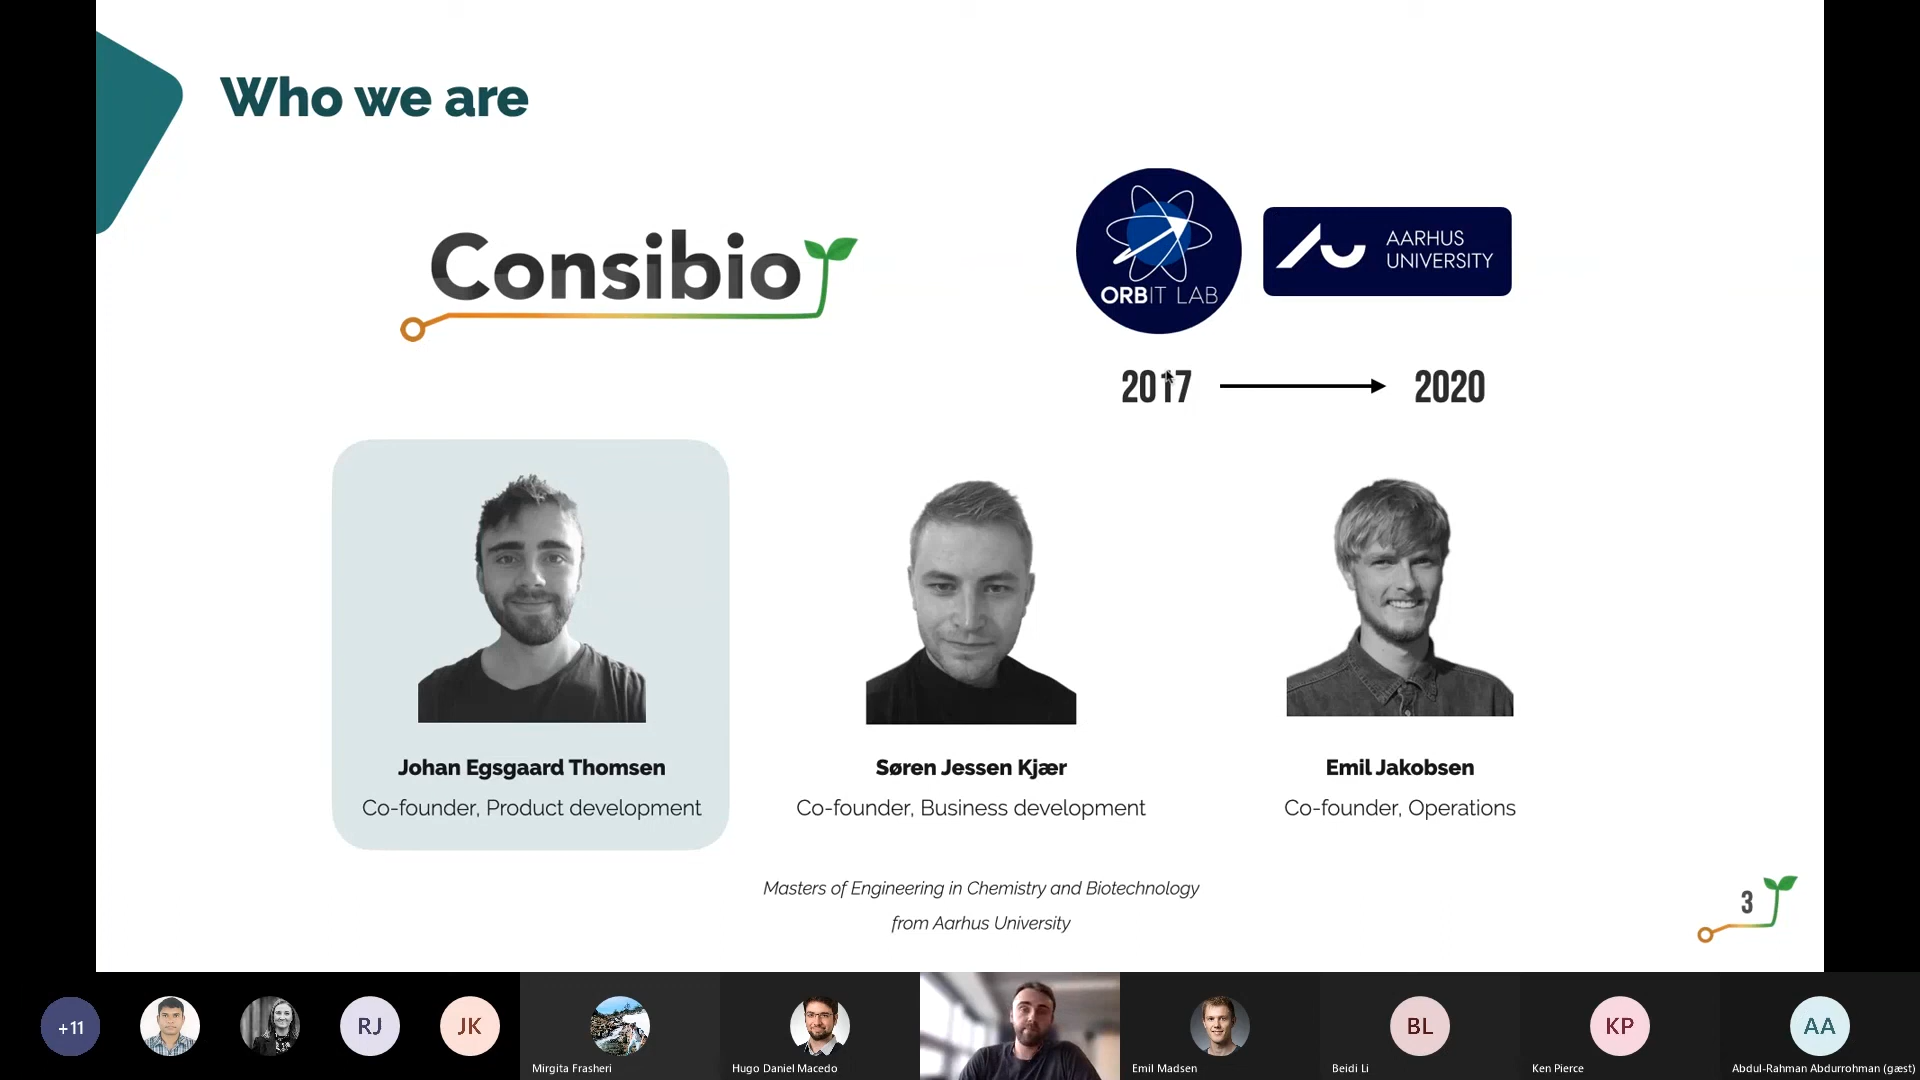 Who we are
Consibio
ORBIT LAB
AARHUS
UNIVERSITY
2017
2020
Johan Egsgaard Thomsen
Co-founder, Product development
Søren Jessen Kjær
Co-founder, Business development
Emil Jakobsen
Co-founder, Operations
Masters of Engineering in Chemistry and Biotechnology
from Aarhus University
3
+11
RJ
JK
Mirgita Frasheri
Hugo Daniel Macedo
Emil Madsen
BL
Beidi Li
KP
Ken Pierce
AA
Abdul-Rahman Abdurrohman (gæst)